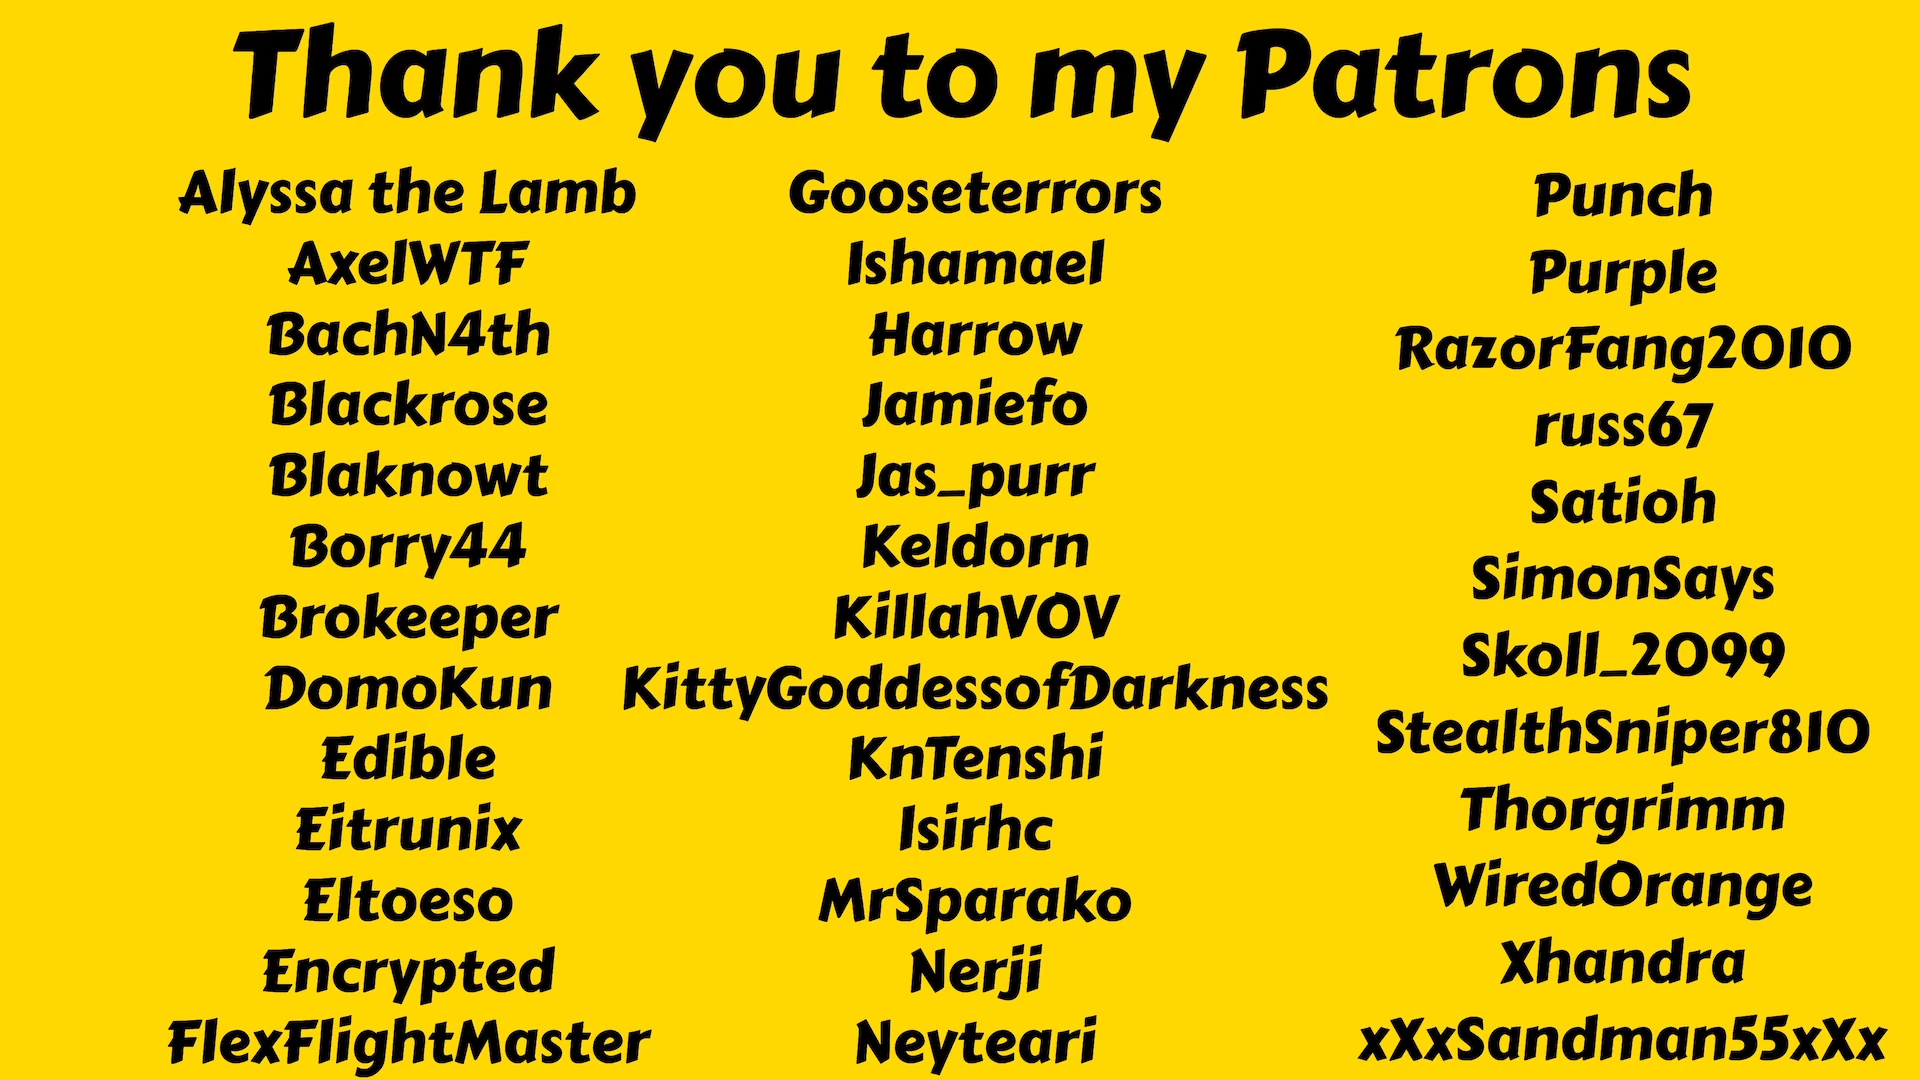 Thank you to my Patrons
Alyssa the Lamb
AxelWTF
BachN4th
Blackrose
Blaknowt
Borry44
Brokeeper
DomoKun
Edible
Eitrunix
Eltoeso
Encrypted
FlexFlightMaster
Gooseterrors
Ishamael
Harrow
Jamiefo
Jas_purr
Keldorn
KillahVOV
KittyGoddessofDarkness
KnTenshi
lsirhc
MrSparako
Nerji
Neyteari
Punch
Purple
RazorFang2010
russ67
Satioh
SimonSays
Skoll_2099
StealthSniper810
Thorgrimm
WiredOrange
Xhandra
xXxSandman55xXx